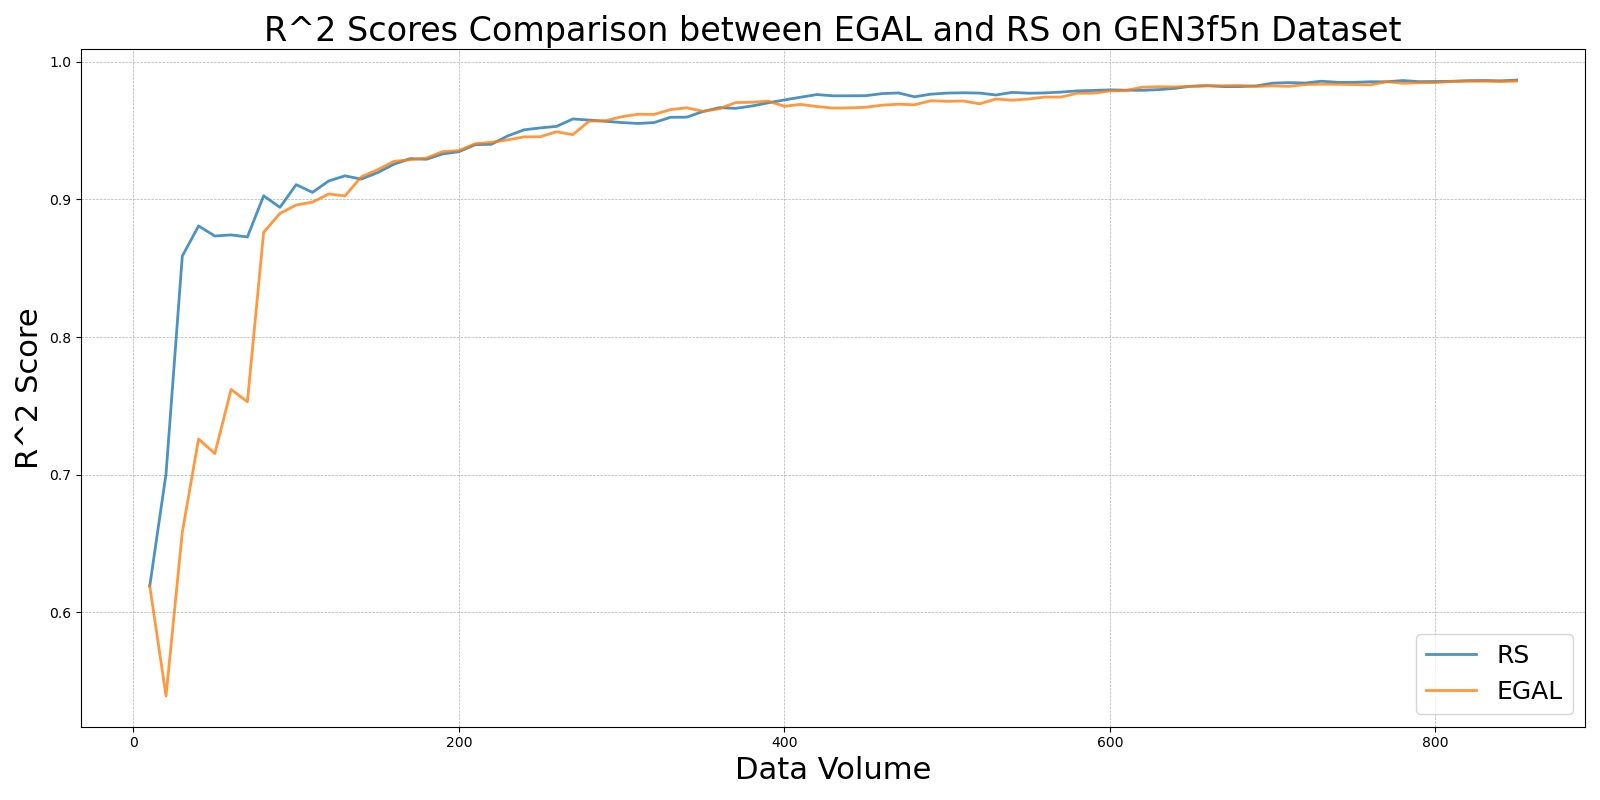 R^2 Scores Comparison between EGAL and RS on GEN3f5n Dataset
1.0
0.9
0.8
0.7
0.6
R^2 Score
0 200 400 600 800
Data Volume
RS
EGAL